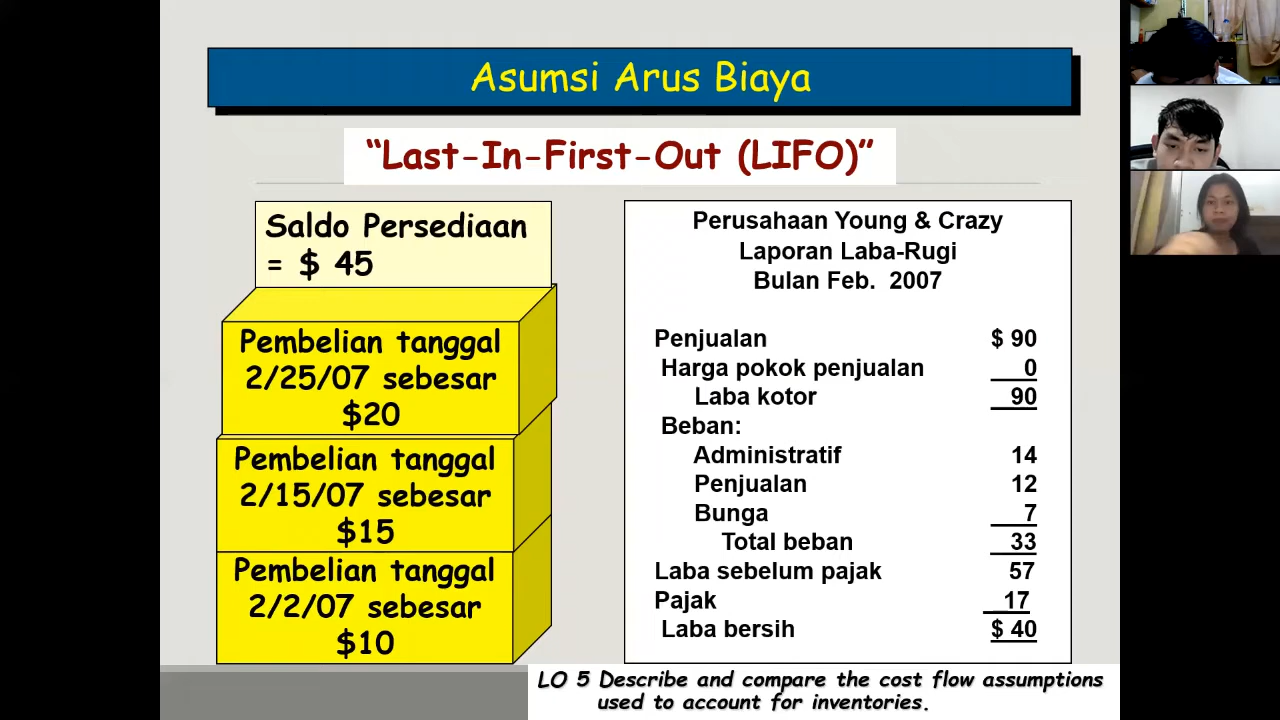 Asumsi Arus Biaya
“Last-In-First-Out (LIFO)”
Saldo Persediaan
= $ 45
Pembelian tanggal
2/25/07 sebesar
$20
Pembelian tanggal
2/15/07 sebesar
$15
Pembelian tanggal
2/2/07 sebesar
$10
Perusahaan Young & Crazy
Laporan Laba-Rugi
Bulan Feb. 2007
Penjualan $ 90
Harga pokok penjualan 0
Laba kotor 90
Beban:
Administratif 14
Penjualan 12
Bunga 7
Total beban 33
Laba sebelum pajak 57
Pajak 17
Laba bersih $ 40
LO 5 Describe and compare the cost flow assumptions
used to account for inventories.